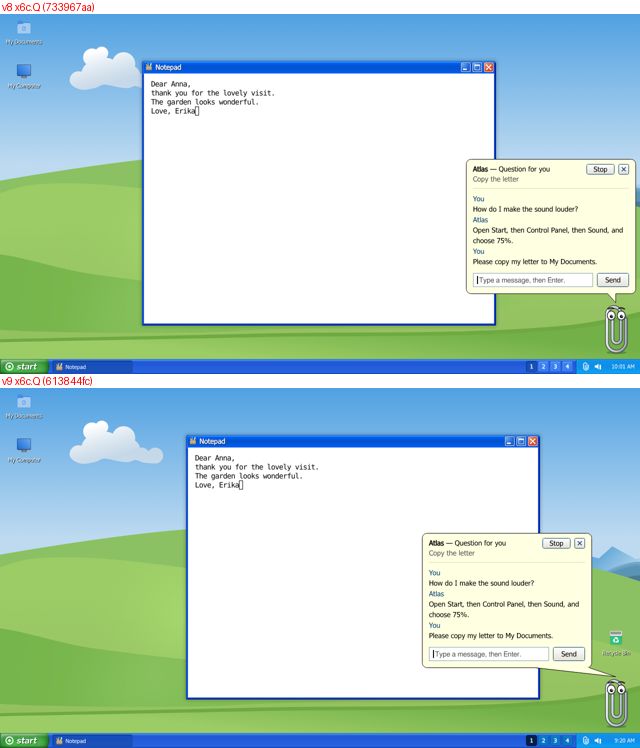 v8 x6c.Q (733967aa)
My Documents
My Computer
Notepad
Dear Anna,
thank you for the lovely visit.
The garden looks wonderful.
Love, Erika
Atlas — Question for you
Stop
Copy the letter
You
How do I make the sound louder?
Atlas
Open Start, then Control Panel, then Sound, and
choose 75%.
You
Please copy my letter to My Documents.
Type a message, then Enter.
Send
start
Notepad
1 2 3 4
10:01 AM
v9 x6c.Q (613844fc)
My Documents
My Computer
Notepad
Dear Anna,
thank you for the lovely visit.
The garden looks wonderful.
Love, Erika
Atlas — Question for you
Stop
Copy the letter
You
How do I make the sound louder?
Atlas
Open Start, then Control Panel, then Sound, and
choose 75%.
You
Please copy my letter to My Documents.
Type a message, then Enter.
Send
Recycle Bin
start
Notepad
1 2 3 4
9:20 AM